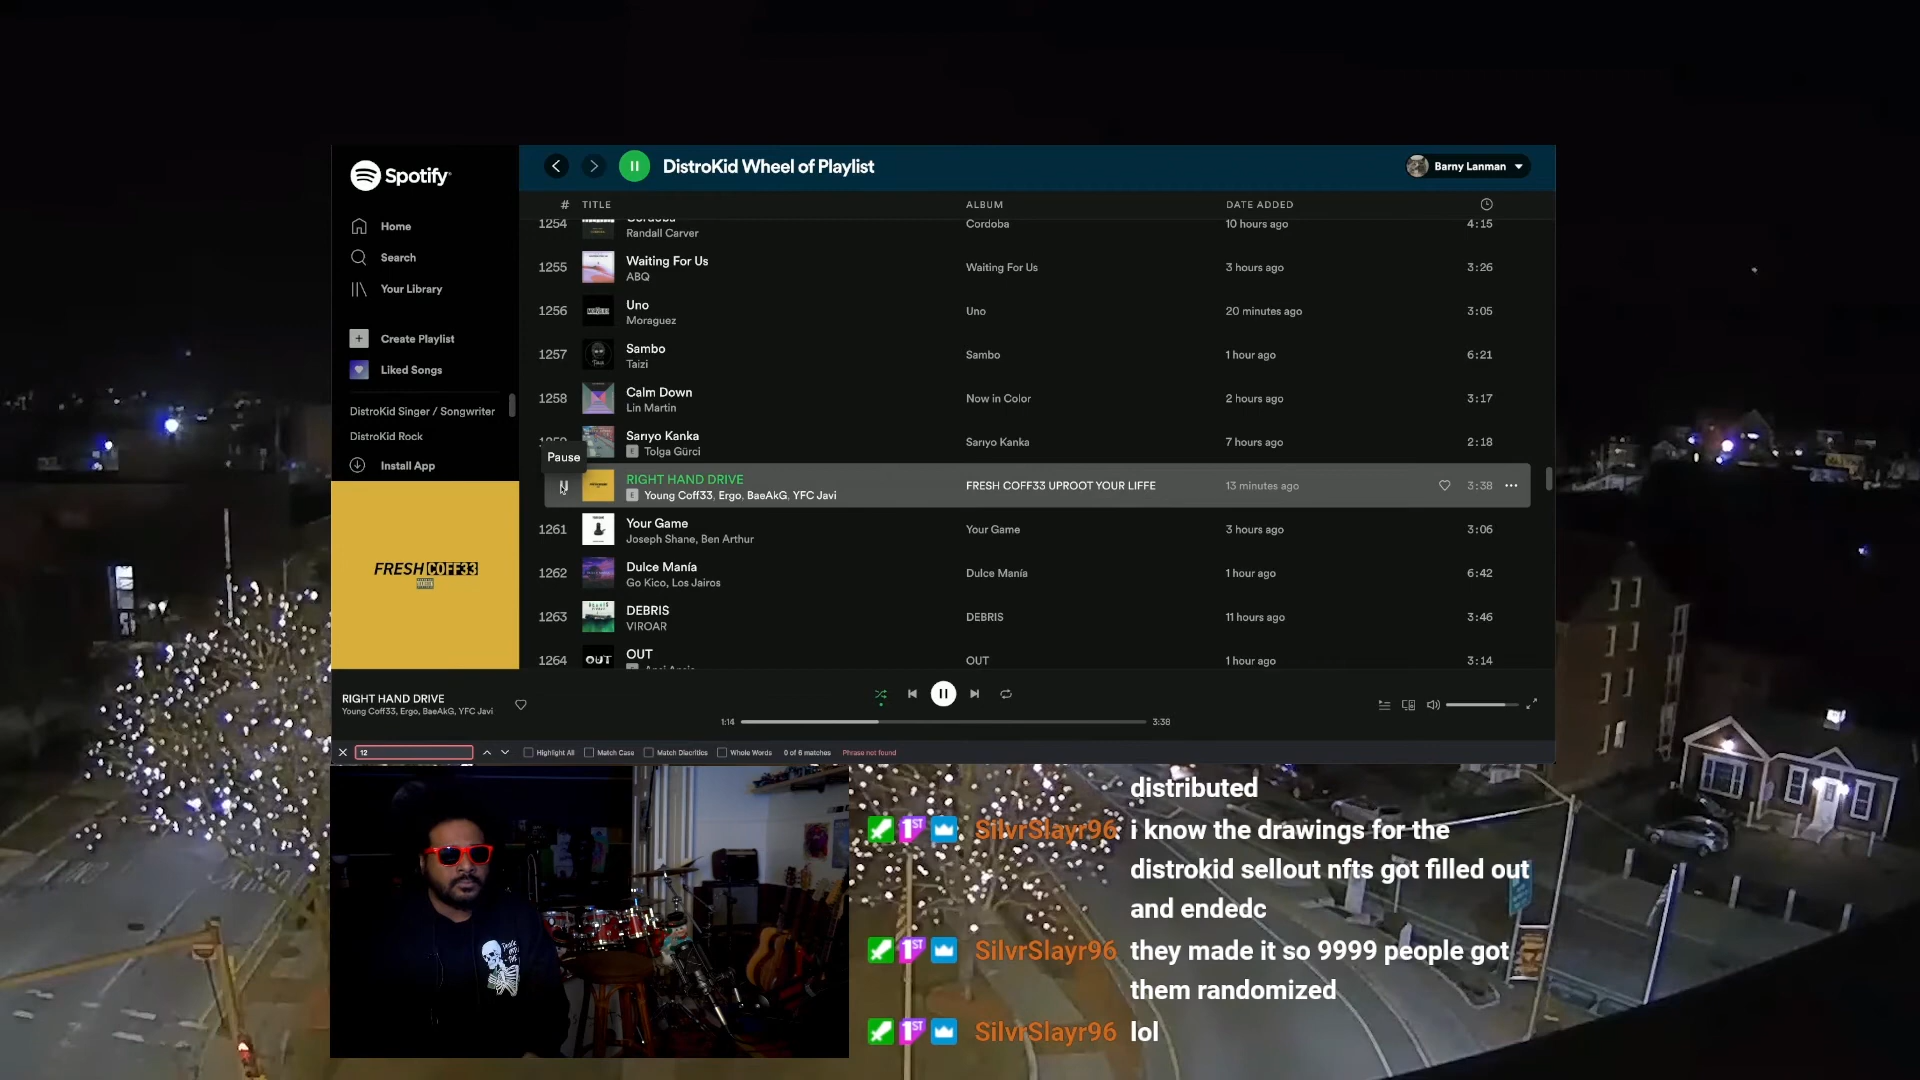 Spotify
DistroKid Wheel of Playlist
Barny Lanman
Home
Search
Your Library
Create Playlist
Liked Songs
DistroKid Singer / Songwriter
DistroKid Rock
Install App
# TITLE ALBUM DATE ADDED
1254 Cordoba Cordoba 10 hours ago 4:15
Randall Carver
1255 Waiting For Us Waiting For Us 3 hours ago 3:26
ABQ
1256 Uno Uno 20 minutes ago 3:05
Moraguez
1257 Sambo Sambo 1 hour ago 6:21
Taizi
1258 Calm Down Now in Color 2 hours ago 3:17
Lin Martin
1259 Sarıyo Kanka Sarıyo Kanka 7 hours ago 2:18
E Tolga Gürci
Pause
RIGHT HAND DRIVE FRESH COFF33 UPROOT YOUR LIFFE 13 minutes ago 3:38
E Young Coff33, Ergo, BaeAkG, YFC Javi
1261 Your Game Your Game 3 hours ago 3:06
Joseph Shane, Ben Arthur
1262 Dulce Manía Dulce Manía 1 hour ago 6:42
Go Kico, Los Jairos
1263 DEBRIS DEBRIS 11 hours ago 3:46
VIROAR
1264 OUT OUT OUT 1 hour ago 3:14
FRESH COFF33
RIGHT HAND DRIVE
Young Coff33, Ergo, BaeAkG, YFC Javi
1:14 3:38
12 Highlight All Match Case Match Diacritics Whole Words 0 of 6 matches Phrase not found
distributed
1ST SilvrSlayr96: i know the drawings for the
distrokid sellout nfts got filled out
and endedc
1ST SilvrSlayr96 they made it so 9999 people got
them randomized
1ST SilvrSlayr96 lol